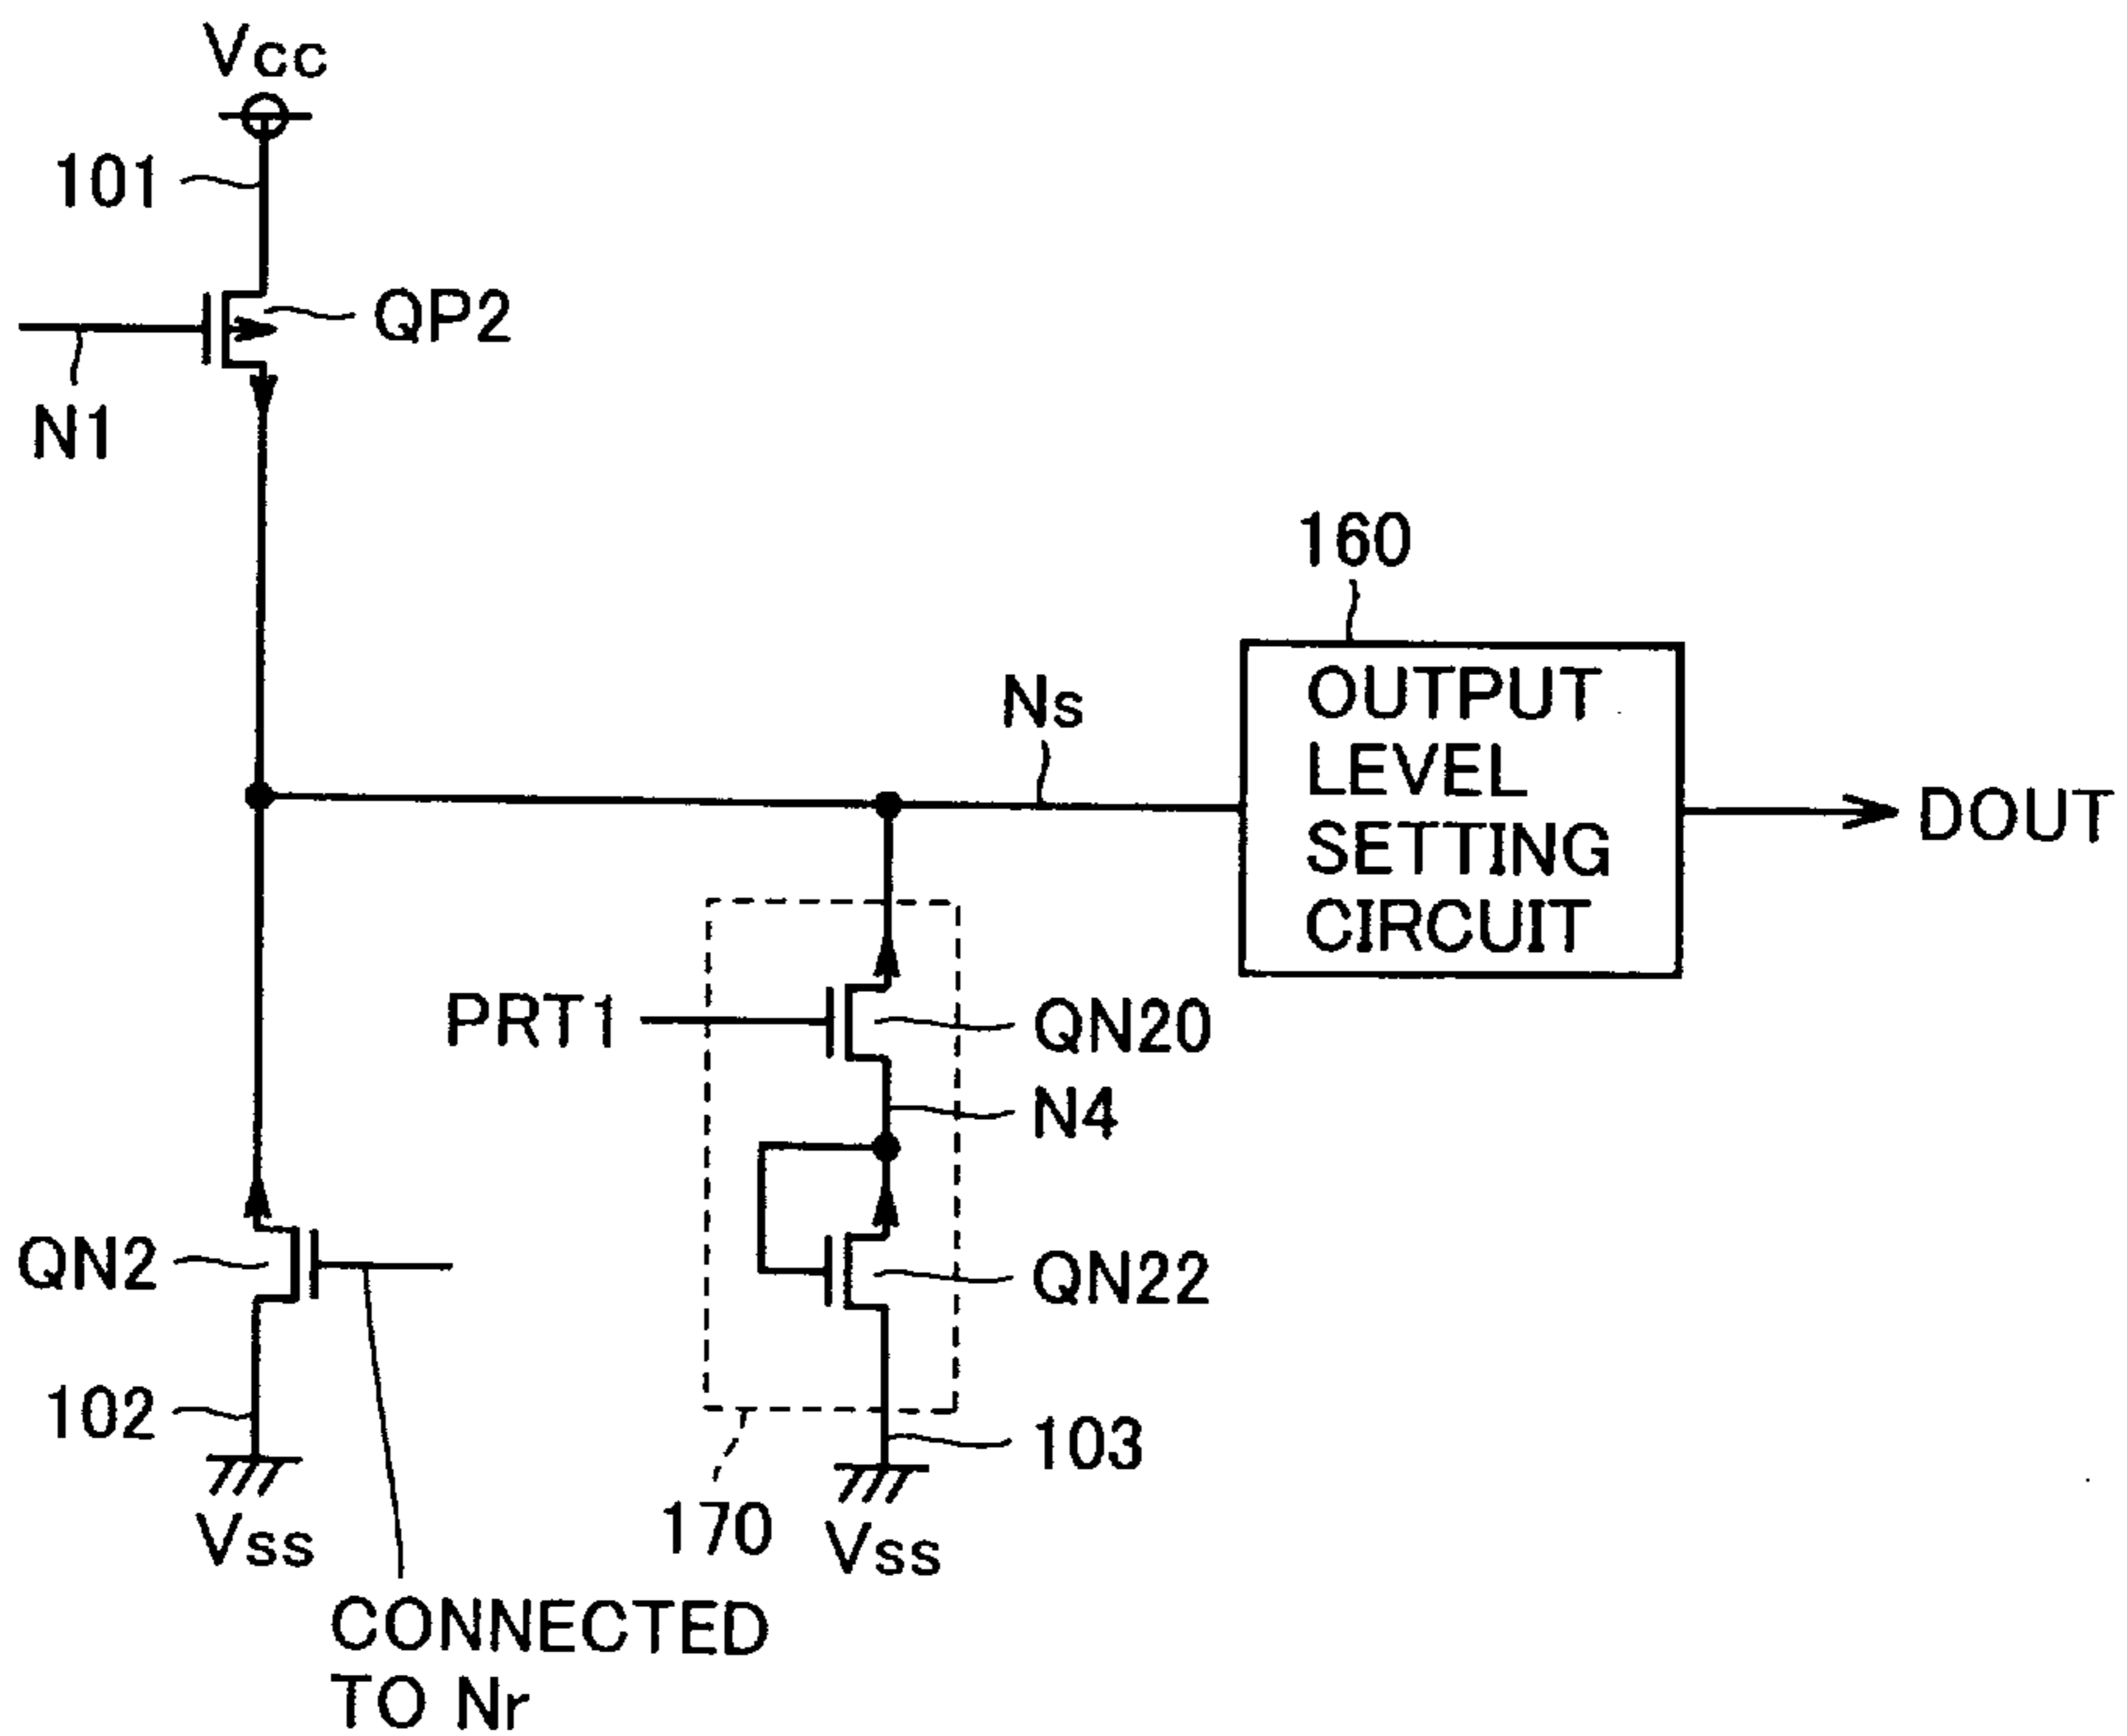 Vcc
101
QP2
N1
160
Ns
OUTPUT
LEVEL
SETTING
CIRCUIT
DOUT
PRT1
QN20
N4
QN2
QN22
102
103
Vss
170
Vss
CONNECTED
TO Nr